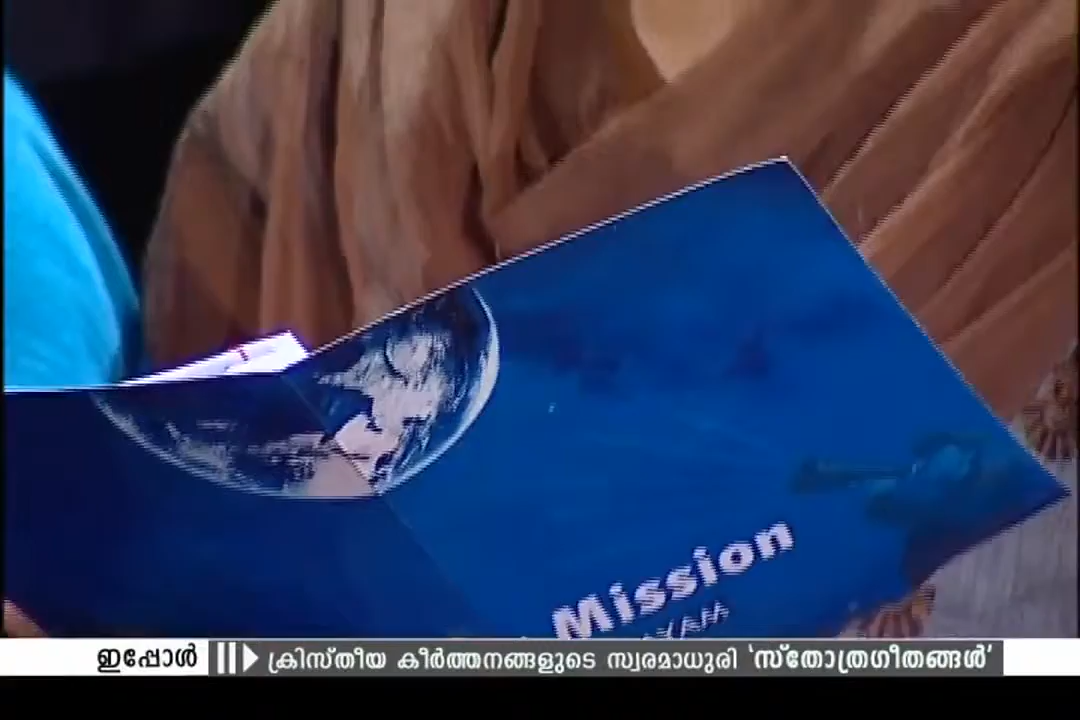 Mission
ഇപ്പോൾ ക്രിസ്തീയ കീർത്തനങ്ങളുടെ സ്വരമാധുരി 'സ്തോത്രഗീതങ്ങൾ'